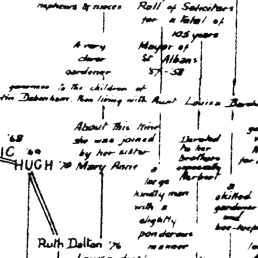 nephews & nieces
Roll of Solicitors
for a total of
105 years
A very
clever
gardener
Mayor of
St Albans
57-58
governess to the children of
tin Debenham, then living with Aunt Louisa
About this time
she was joined
by her sister
Mary Anne
'68
IC '69
HUGH '70
Devoted
to her
brothers
especially
Herbert
a
large
kindly man
with a
slightly
ponderous
manner
a
skilled
gardener
and
bee-keep
Ruth Dalton '76